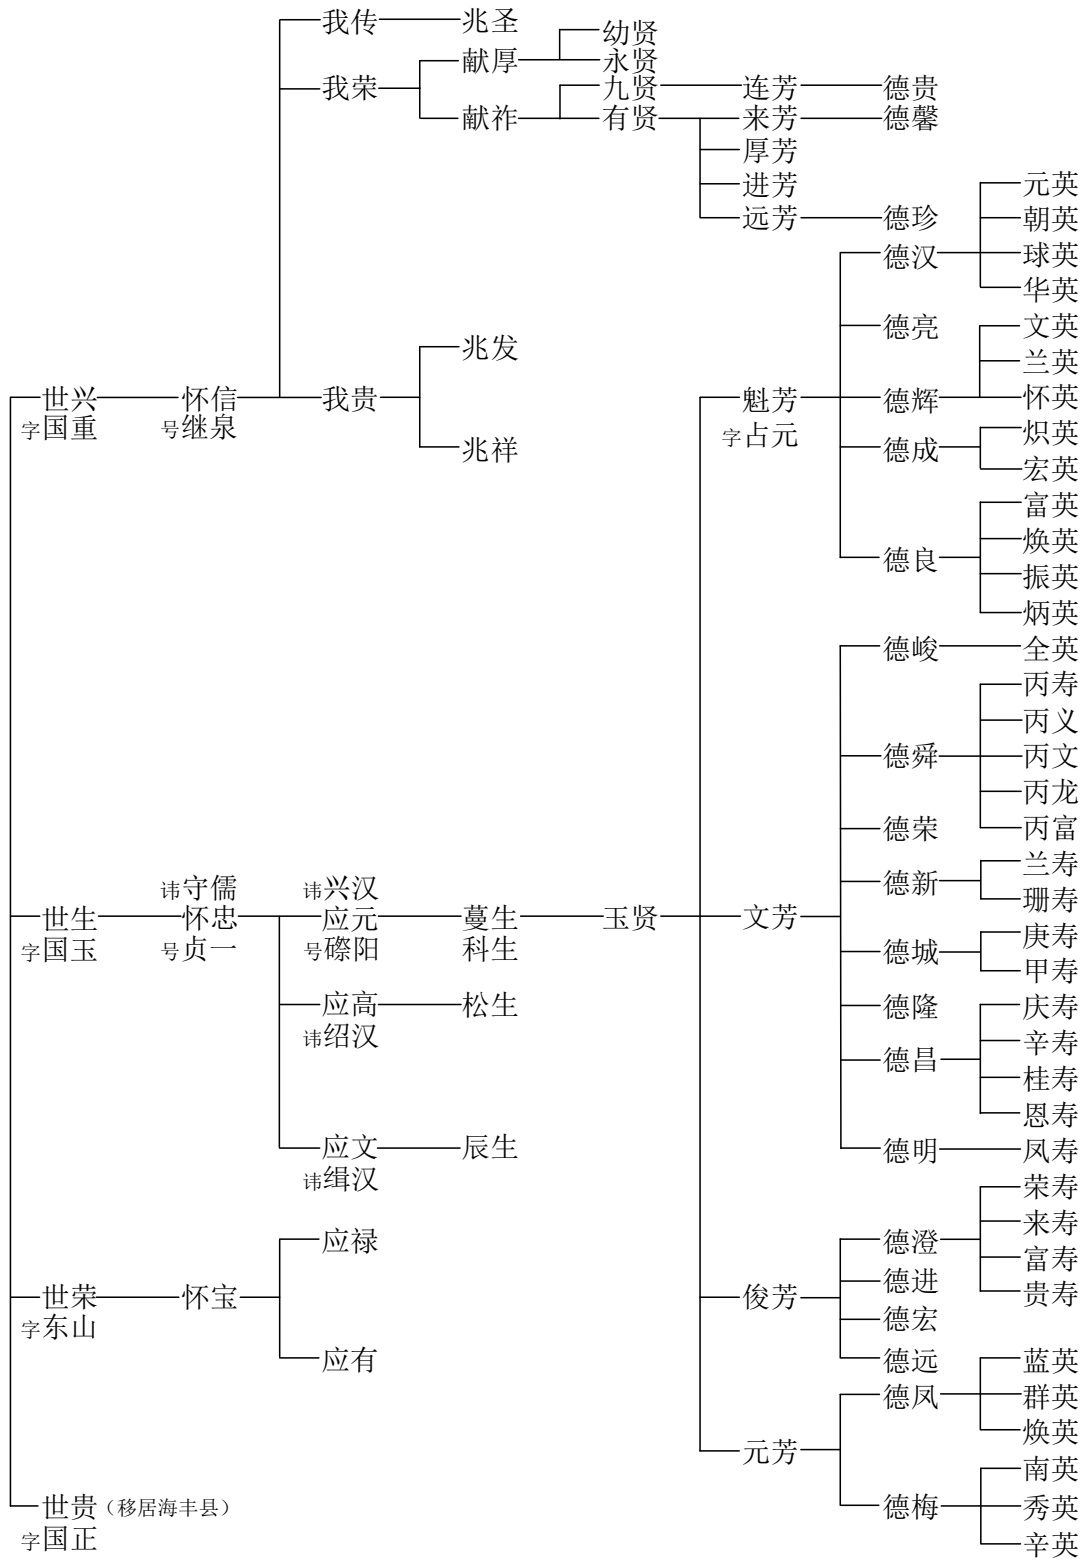 我传 兆圣
幼贤
献厚
永贤
我荣 九贤 连芳 德贵
献祚 有贤 来芳 德馨
厚芳
进芳 元英
远芳 德珍 朝英
德汉 球英
华英
德亮 文英
兆发
兰英
世兴 怀信 我贵 魁芳 德辉 怀英
字国重 号继泉 字占元 炽英
兆祥 德成
宏英
富英
焕英
德良
振英
炳英
德峻 全英
丙寿
丙义
德舜 丙文
丙龙
德荣 丙富
兰寿
讳守儒 讳兴汉 德新
珊寿
世生 怀忠 应元 蔓生 玉贤 文芳
字国玉 号贞一 号磜阳 科生 德城 庚寿
甲寿
应高 松生 德隆 庆寿
讳绍汉 辛寿
德昌
桂寿
恩寿
应文 辰生 德明 凤寿
讳缉汉 荣寿
来寿
应禄 德澄
富寿
德进 贵寿
世荣 怀宝 俊芳
字东山 德宏
应有 德远 蓝英
德凤 群英
焕英
元芳 南英
世贵（移居海丰县） 德梅 秀英
字国正 辛英